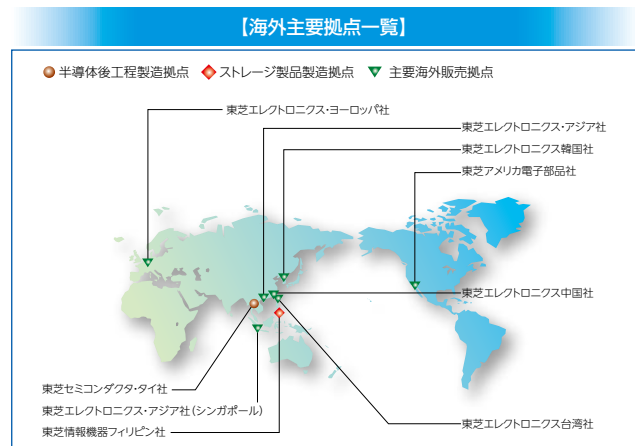 【海外主要拠点一覧】
半導体後工程製造拠点 ストレージ製品製造拠点 主要海外販売拠点
東芝エレクトロニクス・ヨーロッパ社
東芝エレクトロニクス・アジア社
東芝エレクトロニクス韓国社
東芝アメリカ電子部品社
東芝エレクトロニクス中国社
東芝セミコンダクタ・タイ社
東芝エレクトロニクス・アジア社(シンガポール)
東芝情報機器フィリピン社
東芝エレクトロニクス台湾社